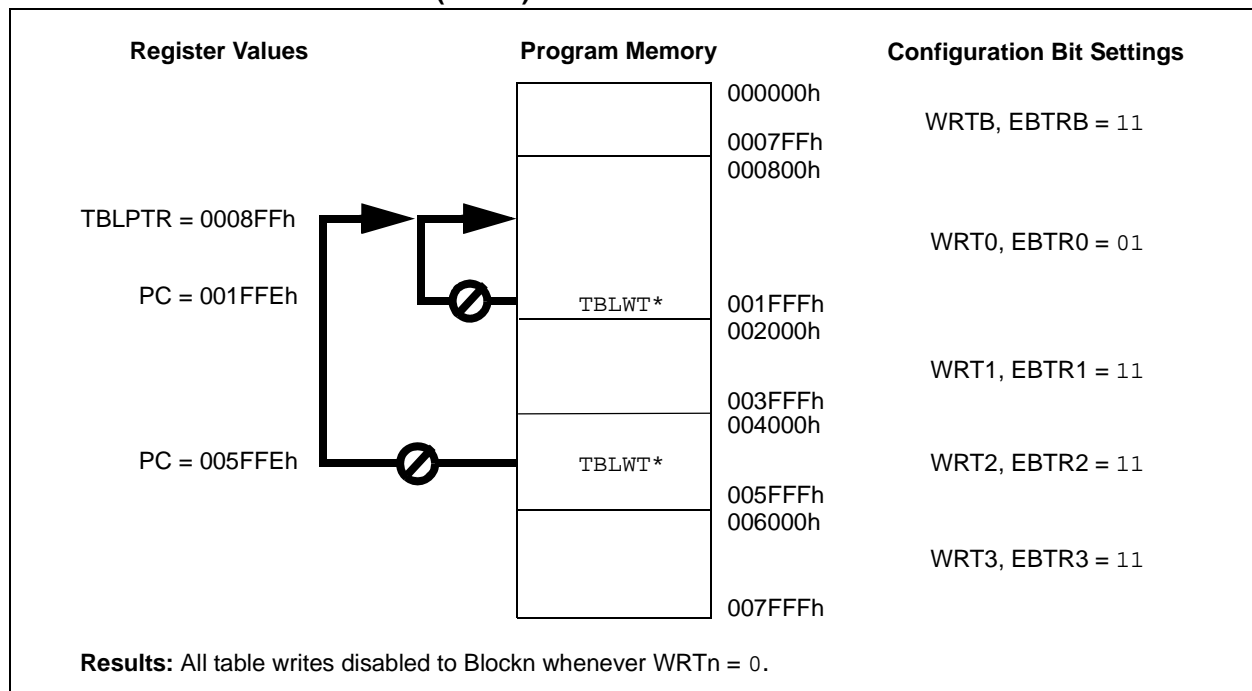 Register Values Program Memory Configuration Bit Settings
000000h
WRTB, EBTRB = 11
0007FFh
000800h
TBLPTR = 0008FFh
WRT0, EBTR0 = 01
PC = 001FFEh TBLWT* 001FFFh
002000h
WRT1, EBTR1 = 11
003FFFh
004000h
PC = 005FFEh TBLWT* WRT2, EBTR2 = 11
005FFFh
006000h
WRT3, EBTR3 = 11
007FFFh
Results: All table writes disabled to Blockn whenever WRTn = 0.